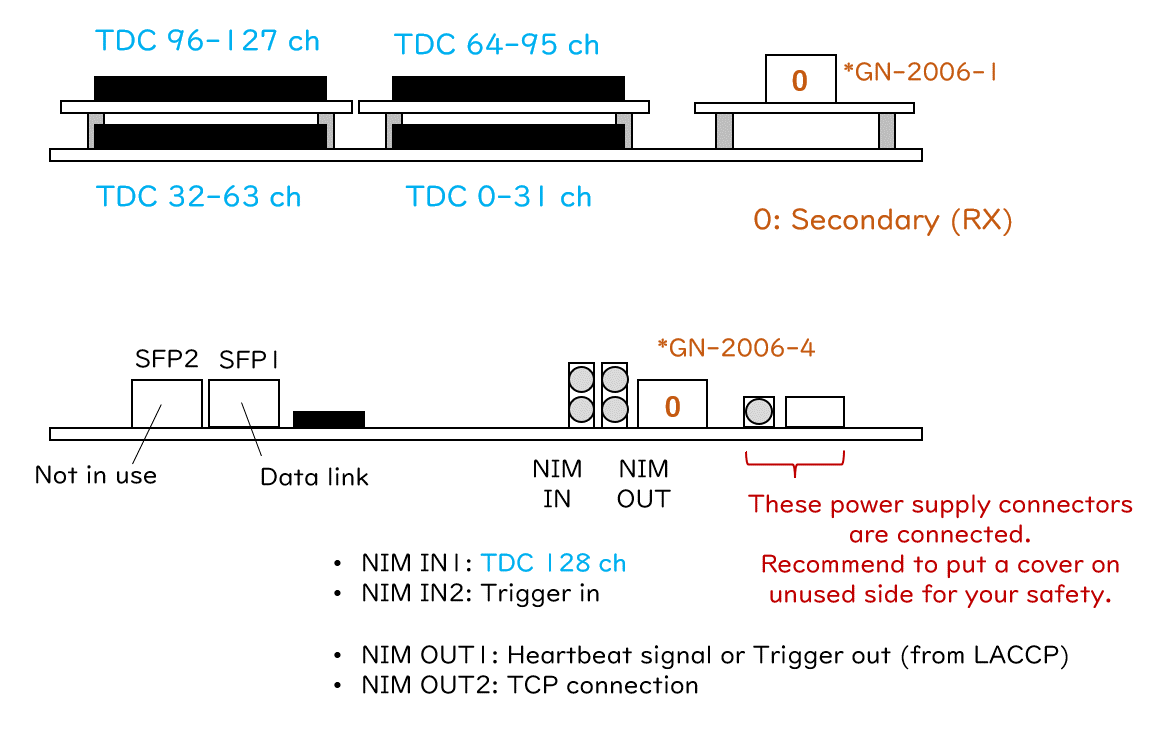 TDC 96-127 ch
TDC 64-95 ch
0
*GN-2006-1
TDC 32-63 ch
TDC 0-31 ch
0: Secondary (RX)
SFP2
SFP1
*GN-2006-4
0
Not in use
Data link
NIM
IN
NIM
OUT
These power supply connectors
are connected.
Recommend to put a cover on
unused side for your safety.
• NIM IN1: TDC 128 ch
• NIM IN2: Trigger in
• NIM OUT1: Heartbeat signal or Trigger out (from LACCP)
• NIM OUT2: TCP connection